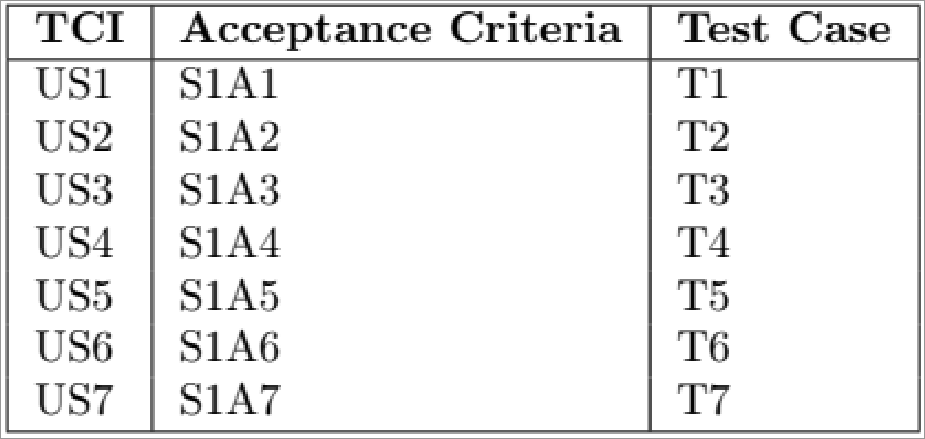 TCI Acceptance Criteria Test Case
US1 S1A1 T1
US2 S1A2 T2
US3 S1A3 T3
US4 S1A4 T4
US5 S1A5 T5
US6 S1A6 T6
US7 S1A7 T7